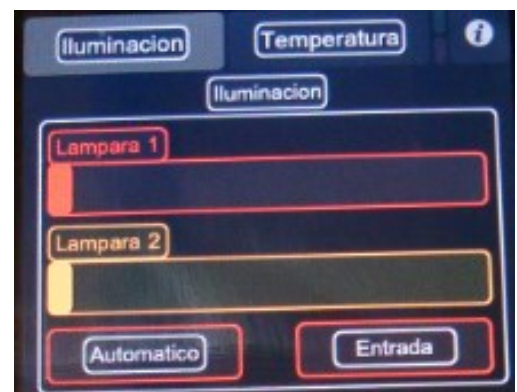 Iluminacion Temperatura i
Iluminacion
Lampara 1
Lampara 2
Automatico Entrada